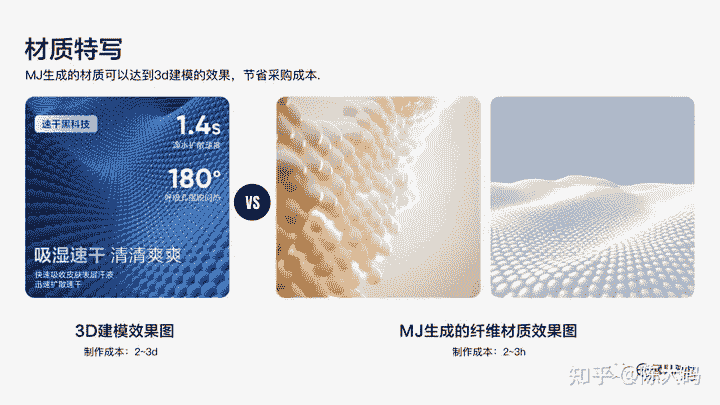 材质特写
MJ生成的材质可以达到3d建模的效果，节省采购成本.
速干黑科技
1.4s
180°
吸湿速干 清清爽爽
快速吸收皮肤表层汗液
迅速扩散速干
VS
3D建模效果图
制作成本：2~3d
MJ生成的纤维材质效果图
制作成本：2~3h